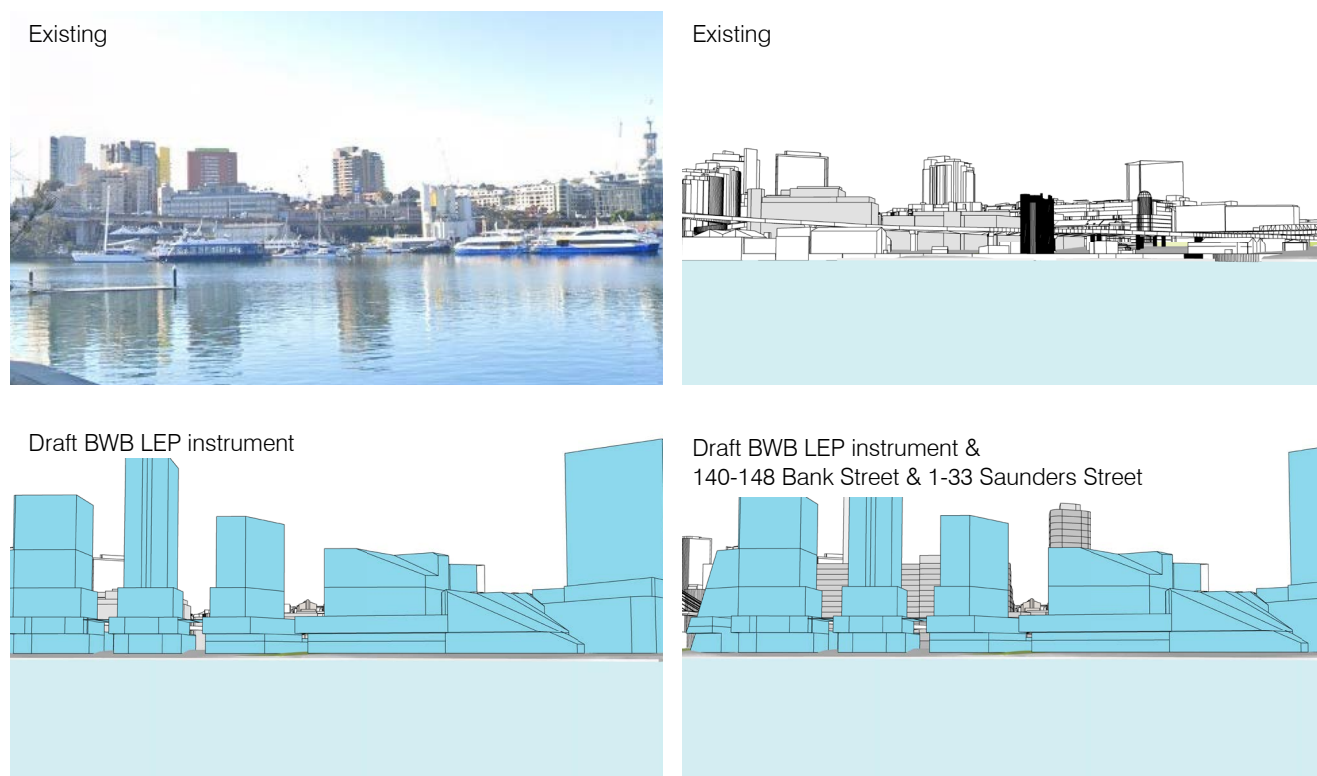 Existing
Existing
Draft BWB LEP instrument
Draft BWB LEP instrument &
140-148 Bank Street & 1-33 Saunders Street